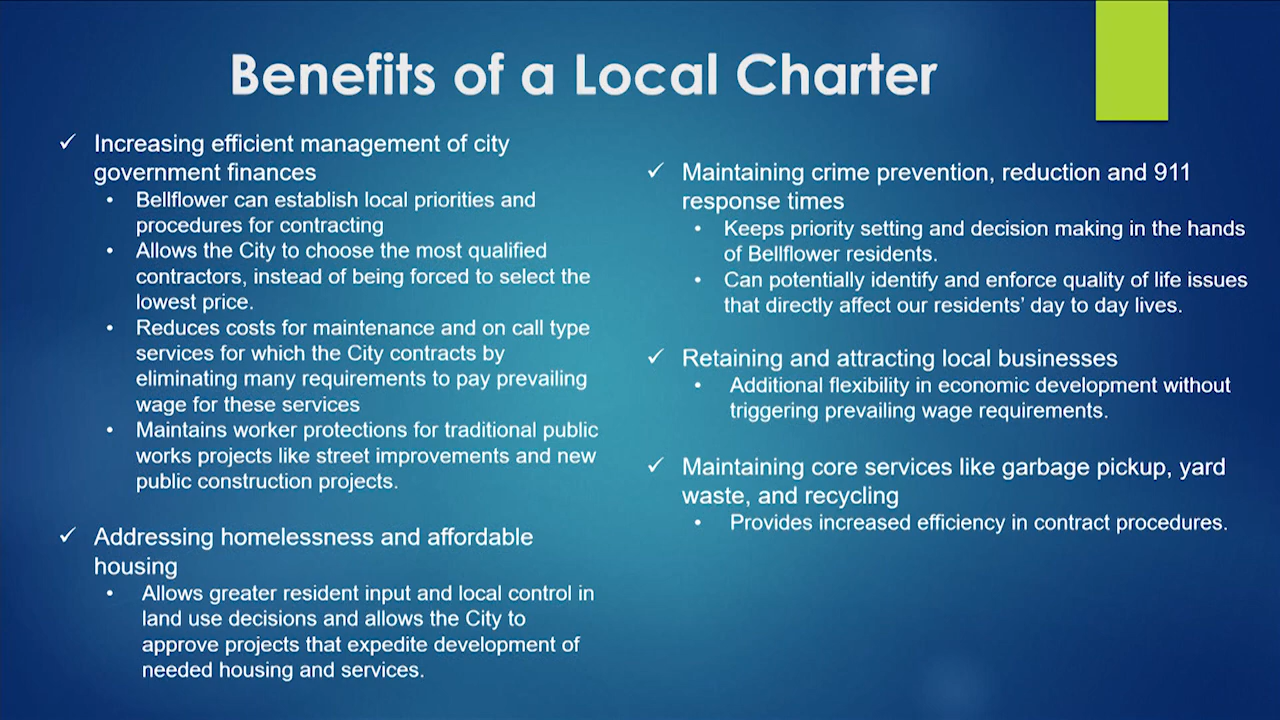 Benefits of a Local Charter
✓ Increasing efficient management of city
government finances
• Bellflower can establish local priorities and
procedures for contracting
• Allows the City to choose the most qualified
contractors, instead of being forced to select the
lowest price.
• Reduces costs for maintenance and on call type
services for which the City contracts by
eliminating many requirements to pay prevailing
wage for these services
• Maintains worker protections for traditional public
works projects like street improvements and new
public construction projects.
✓ Addressing homelessness and affordable
housing
• Allows greater resident input and local control in
land use decisions and allows the City to
approve projects that expedite development of
needed housing and services.
✓ Maintaining crime prevention, reduction and 911
response times
• Keeps priority setting and decision making in the hands
of Bellflower residents.
• Can potentially identify and enforce quality of life issues
that directly affect our residents’ day to day lives.
✓ Retaining and attracting local businesses
• Additional flexibility in economic development without
triggering prevailing wage requirements.
✓ Maintaining core services like garbage pickup, yard
waste, and recycling
• Provides increased efficiency in contract procedures.